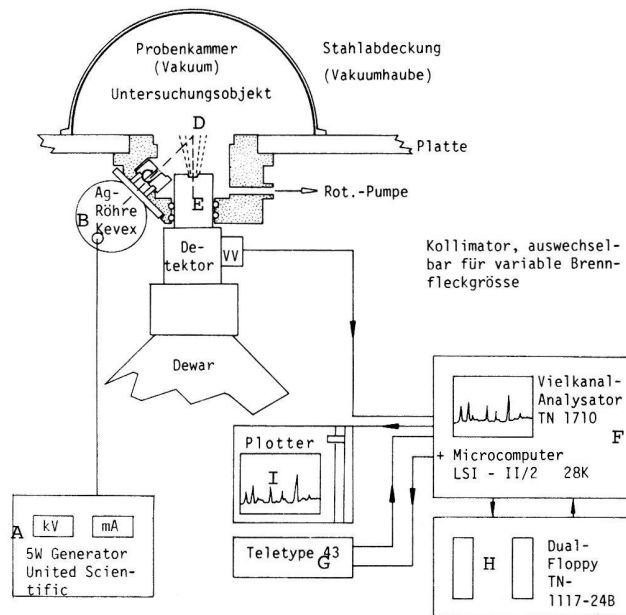 Probenkammer
(Vakuum)
Untersuchungsobjekt
Stahlabdeckung
(Vakuumhaube)
D
Platte
C
E
Rot.-Pumpe
B
Ag-
Röhre
Kevex
De-
tektor
VV
Kollimator, auswechsel-
bar für variable Brenn-
fleckgrösse
Dewar
Vielkanal-
Analysator
TN 1710
F
+ Microcomputer
LSI - II/2 28K
Plotter
I
Teletype 43
G
A
kV
mA
5W Generator
United Scien-
tific
H
Dual-
Floppy
TN-
1117-24B